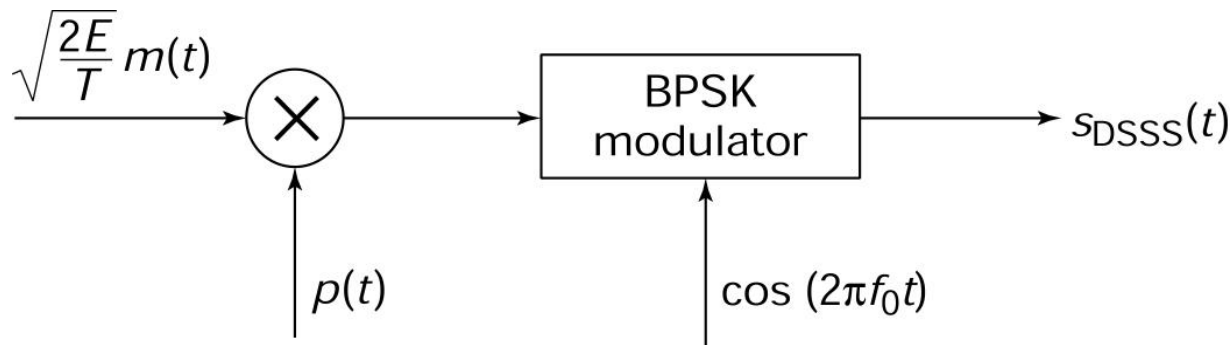 √(2E/T) m(t)
BPSK
modulator
s_DSSS(t)
p(t)
cos (2πf₀t)